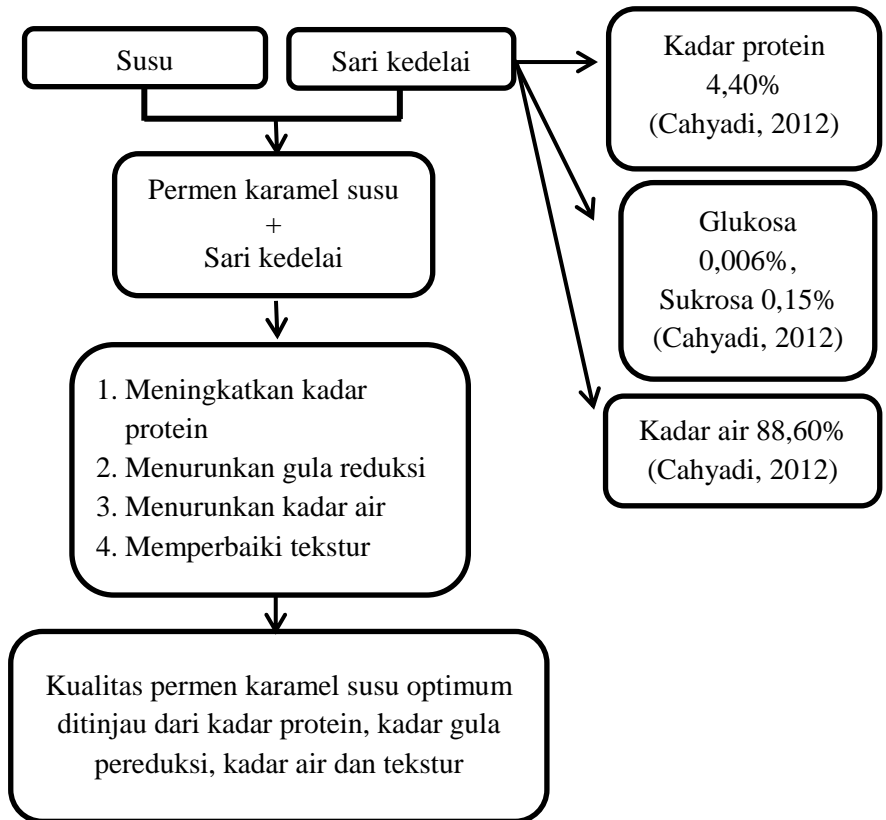 Susu
Sari kedelai
Kadar protein
4,40%
(Cahyadi, 2012)
Permen karamel susu
+
Sari kedelai
Glukosa
0,006%,
Sukrosa 0,15%
(Cahyadi, 2012)
1. Meningkatkan kadar
protein
2. Menurunkan gula reduksi
3. Menurunkan kadar air
4. Memperbaiki tekstur
Kadar air 88,60%
(Cahyadi, 2012)
Kualitas permen karamel susu optimum
ditinjau dari kadar protein, kadar gula
pereduksi, kadar air dan tekstur